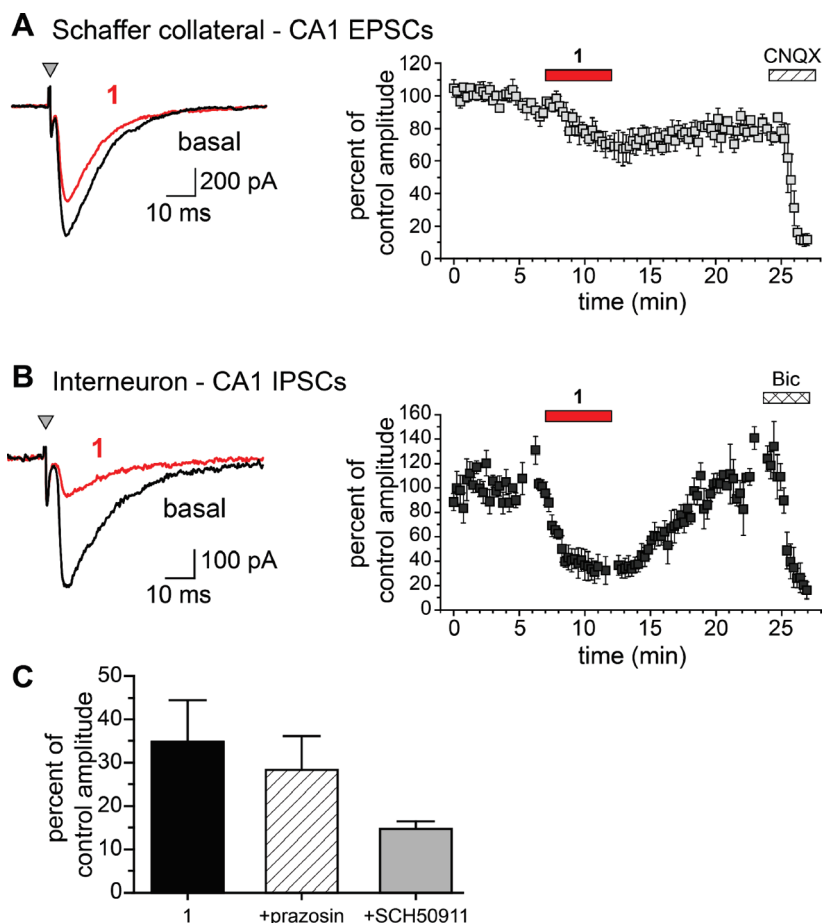 A Schaffer collateral - CA1 EPSCs
1
basal
200 pA
10 ms
percent of
control amplitude
120
100
80
60
40
20
0
1
CNQX
0 5 10 15 20 25
time (min)
B Interneuron - CA1 IPSCs
1
basal
100 pA
10 ms
percent of
control amplitude
160
140
120
100
80
60
40
20
0
1
Bic
0 5 10 15 20 25
time (min)
C
percent of
control amplitude
50
40
30
20
10
0
1 +prazosin +SCH50911